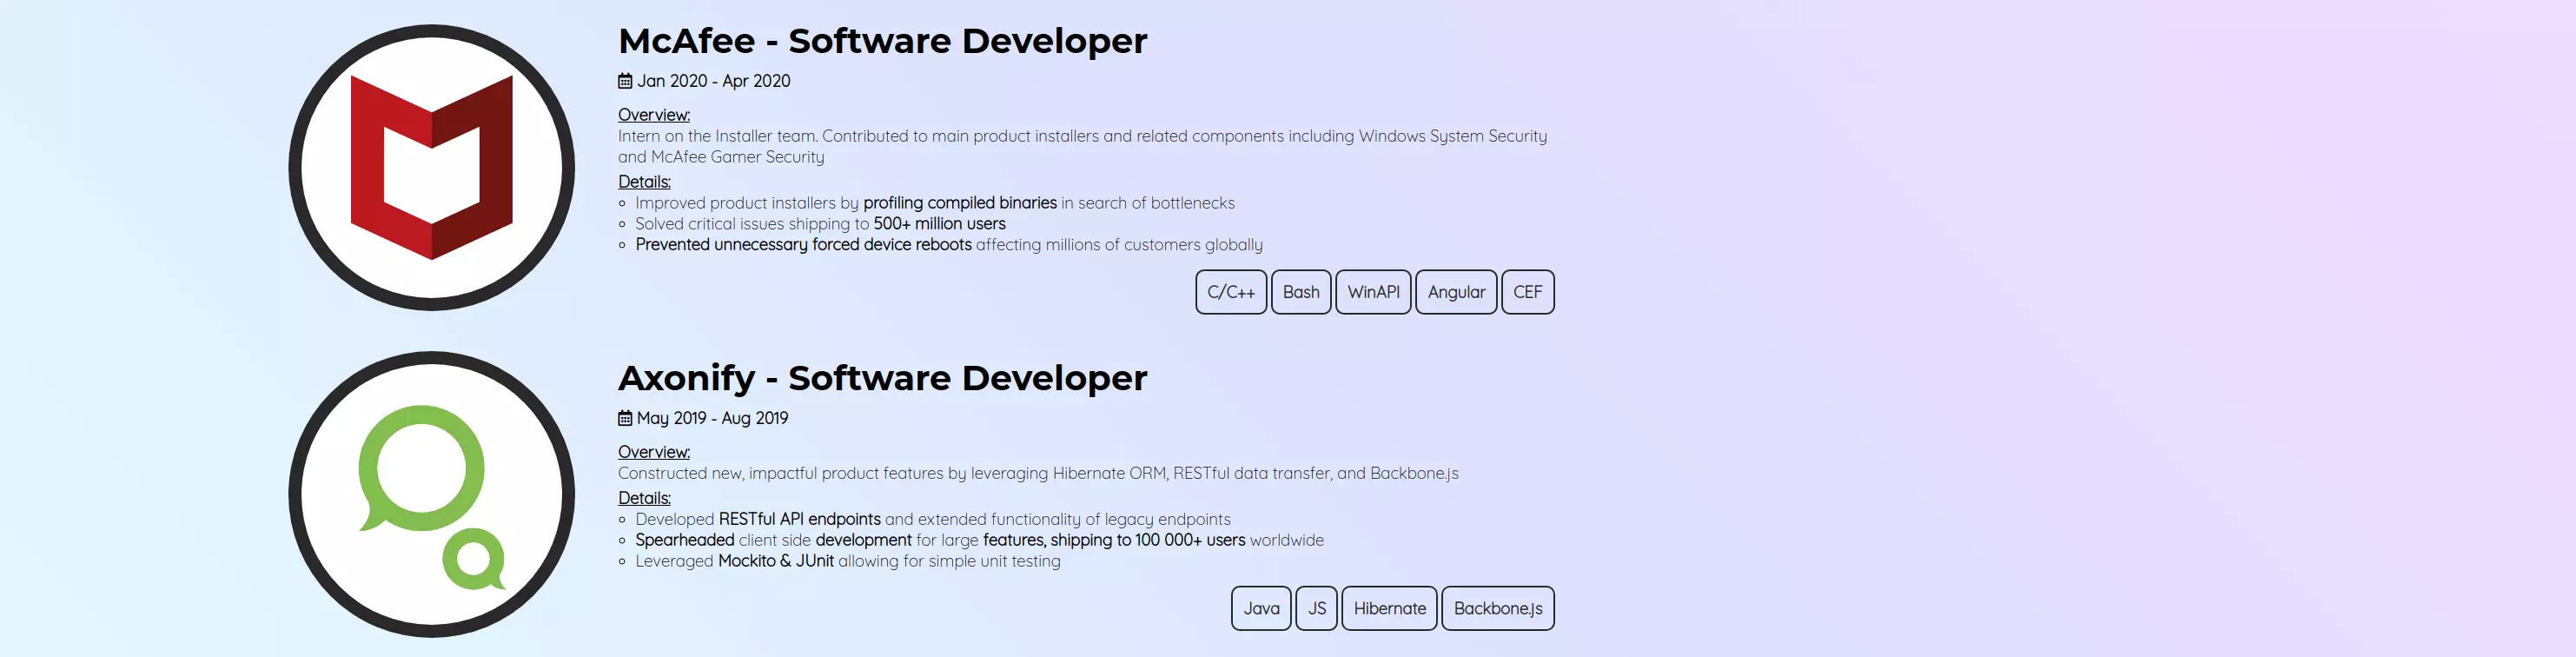 McAfee - Software Developer
Jan 2020 - Apr 2020
Overview:
Intern on the Installer team. Contributed to main product installers and related components including Windows System Security
and McAfee Gamer Security
Details:
Improved product installers by profiling compiled binaries in search of bottlenecks
Solved critical issues shipping to 500+ million users
Prevented unnecessary forced device reboots affecting millions of customers globally
C/C++ Bash WinAPI Angular CEF
Axonify - Software Developer
May 2019 - Aug 2019
Overview:
Constructed new, impactful product features by leveraging Hibernate ORM, RESTful data transfer, and Backbone.js
Details:
Developed RESTful API endpoints and extended functionality of legacy endpoints
Spearheaded client side development for large features, shipping to 100 000+ users worldwide
Leveraged Mockito & JUnit allowing for simple unit testing
Java JS Hibernate Backbone.js